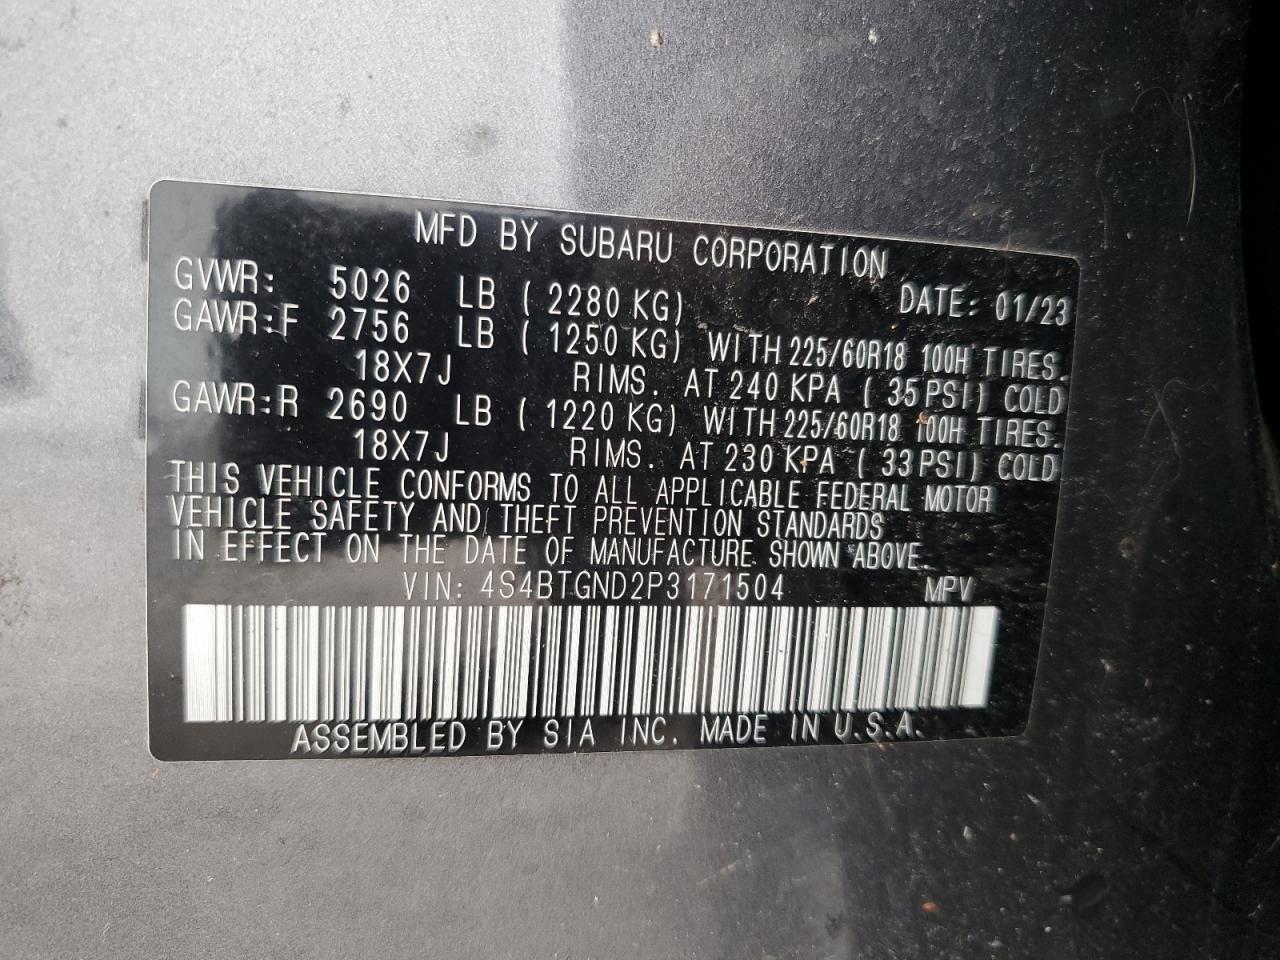 MFD BY SUBARU CORPORATION
GVWR: 5026 LB ( 2280 KG) DATE: 01/23
GAWR:F 2756 LB ( 1250 KG) WITH 225/60R18 100H TIRES.
18X7J RIMS. AT 240 KPA ( 35 PSI) COLD
GAWR:R 2690 LB ( 1220 KG) WITH 225/60R18 100H TIRES.
18X7J RIMS. AT 230 KPA ( 33 PSI) COLD
THIS VEHICLE CONFORMS TO ALL APPLICABLE FEDERAL MOTOR
VEHICLE SAFETY AND THEFT PREVENTION STANDARDS
IN EFFECT ON THE DATE OF MANUFACTURE SHOWN ABOVE.
VIN: 4S4BTGND2P3171504 MPV
ASSEMBLED BY SIA INC. MADE IN U.S.A.